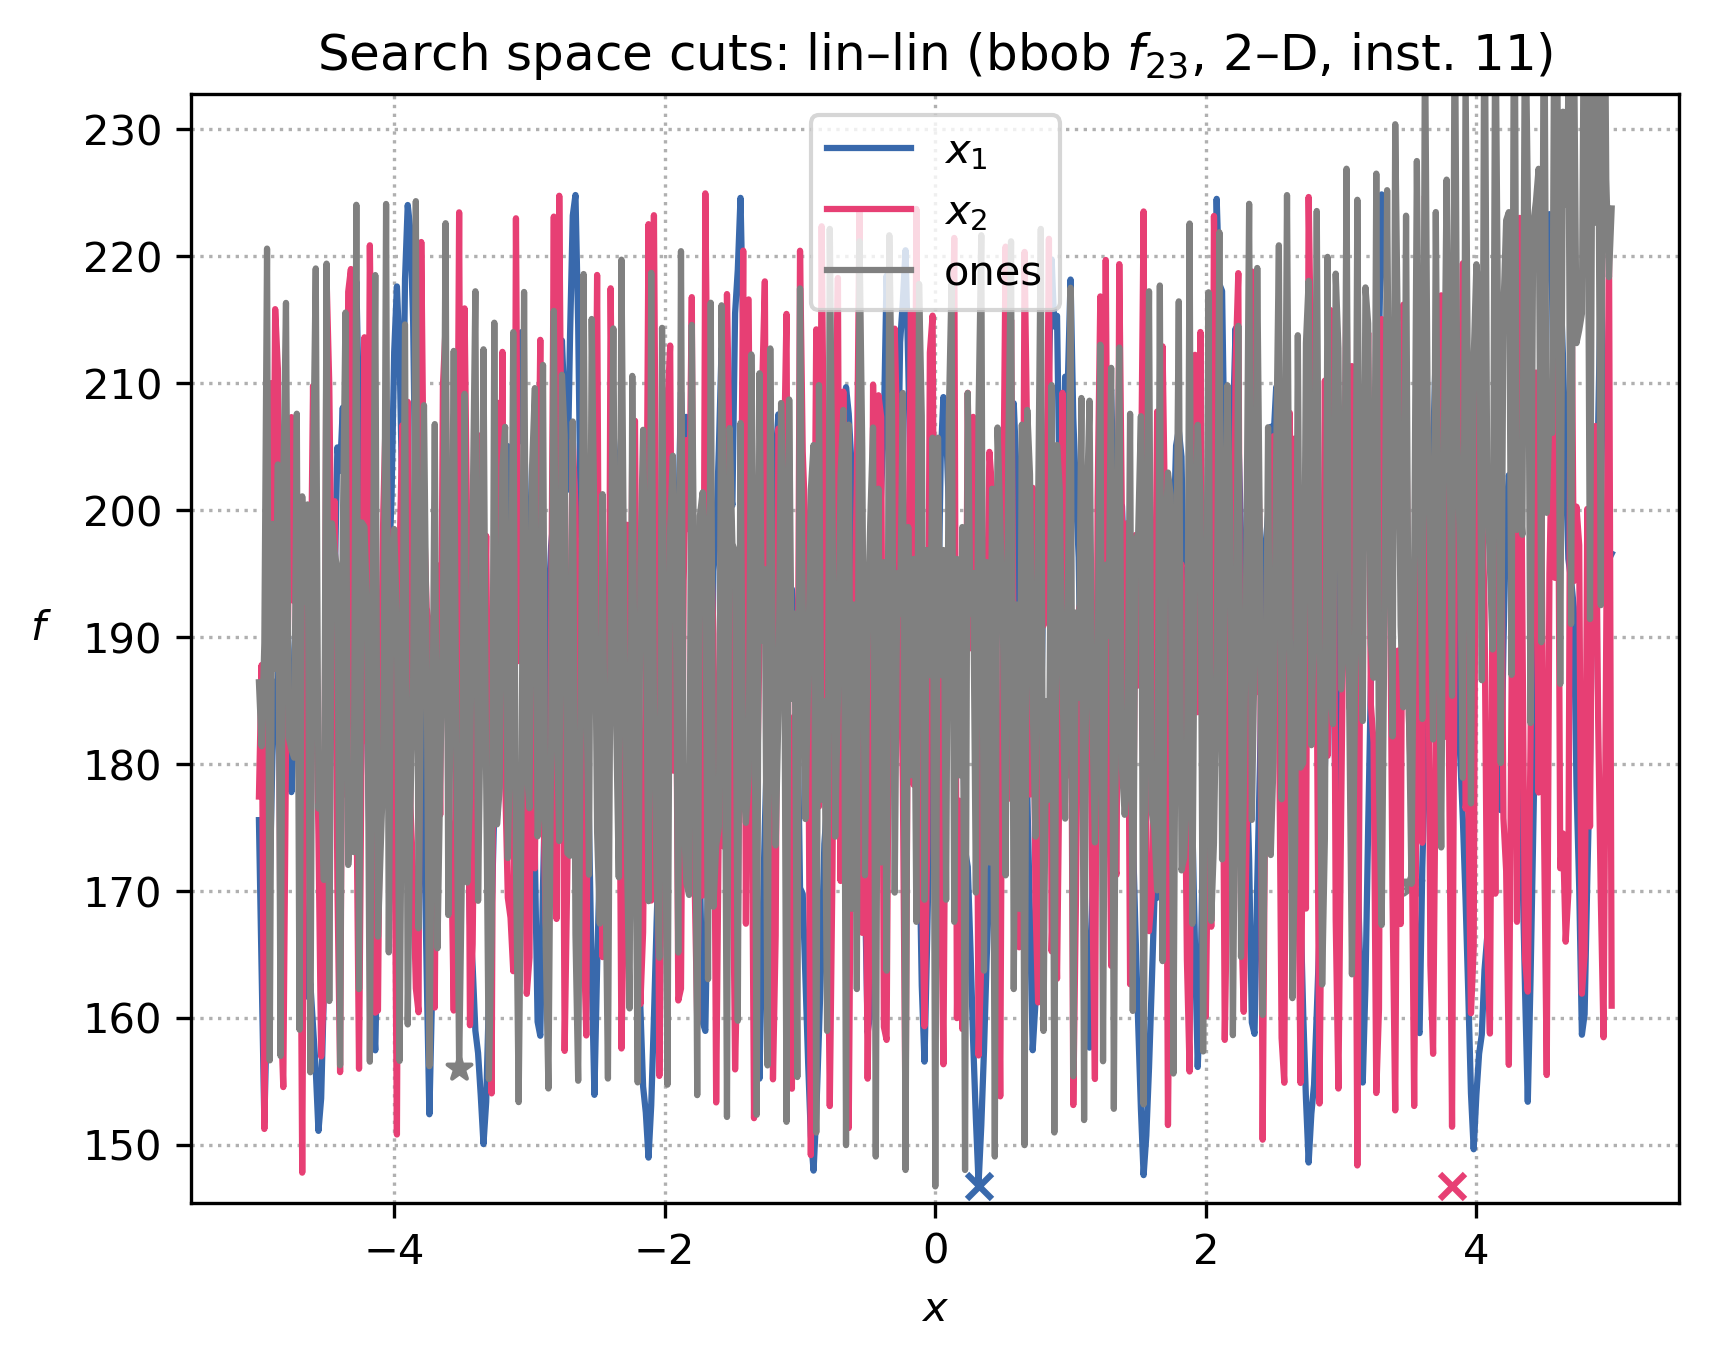 Search space cuts: lin–lin (bbob f₂₃, 2–D, inst. 11)
x₁
x₂
ones
230
220
210
200
190
180
170
160
150
f
−4
−2
0
2
4
x